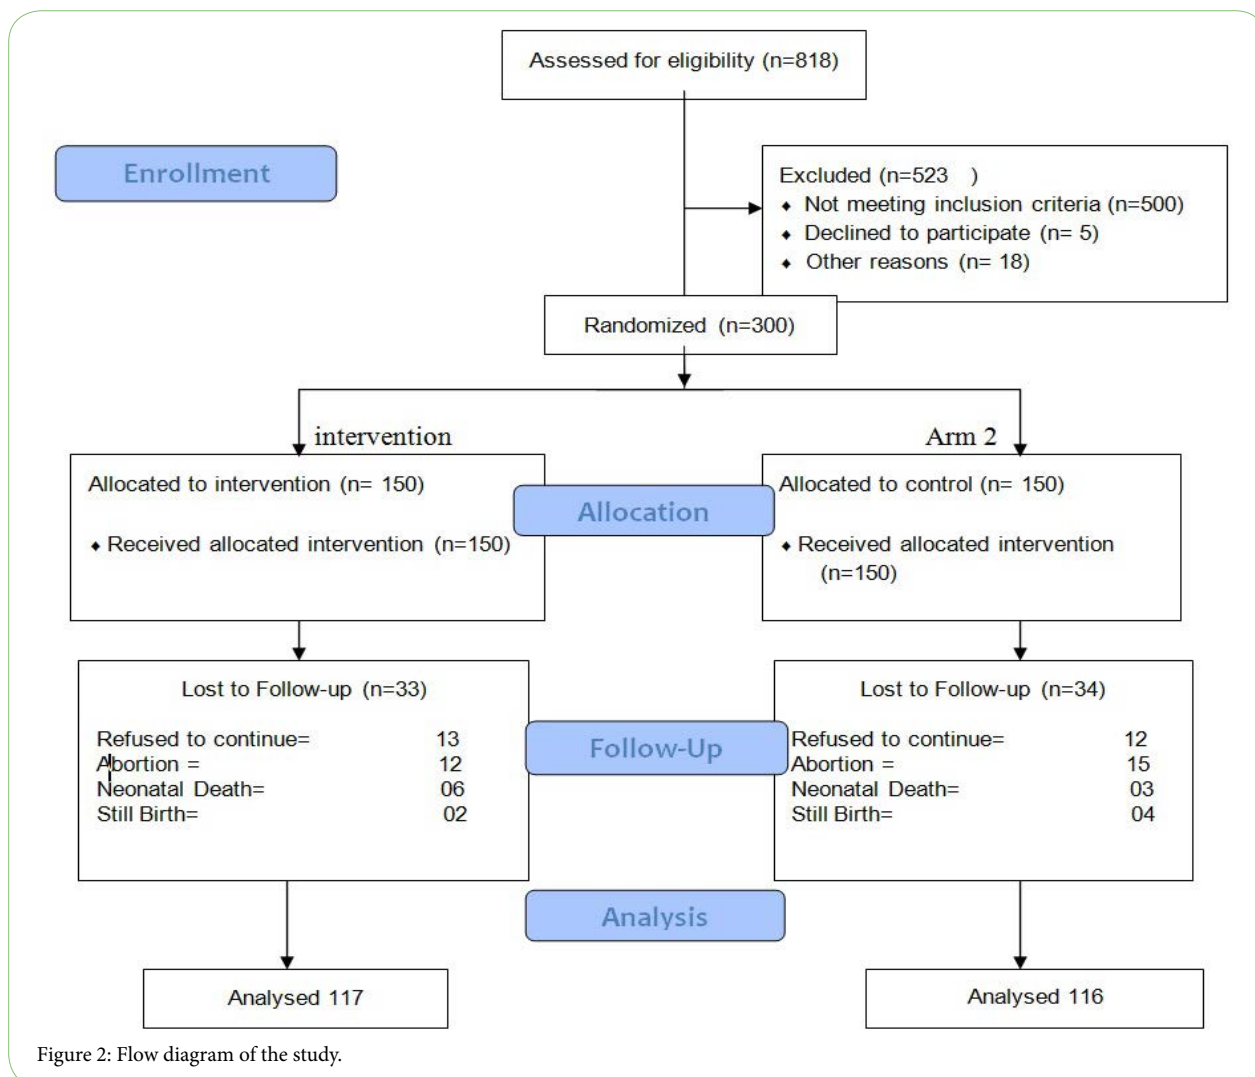 Assessed for eligibility (n=818)
Enrollment
Excluded (n=523 )
♦ Not meeting inclusion criteria (n=500)
♦ Declined to participate (n= 5)
♦ Other reasons (n= 18)
Randomized (n=300)
intervention
Arm 2
Allocated to intervention (n= 150)
♦ Received allocated intervention (n=150)
Allocation
Allocated to control (n= 150)
♦ Received allocated intervention
(n=150)
Lost to Follow-up (n=33)
Refused to continue= 13
Abortion = 12
Neonatal Death= 06
Still Birth= 02
Follow-Up
Lost to Follow-up (n=34)
Refused to continue= 12
Abortion = 15
Neonatal Death= 03
Still Birth= 04
Analysis
Analysed 117
Analysed 116
Figure 2: Flow diagram of the study.